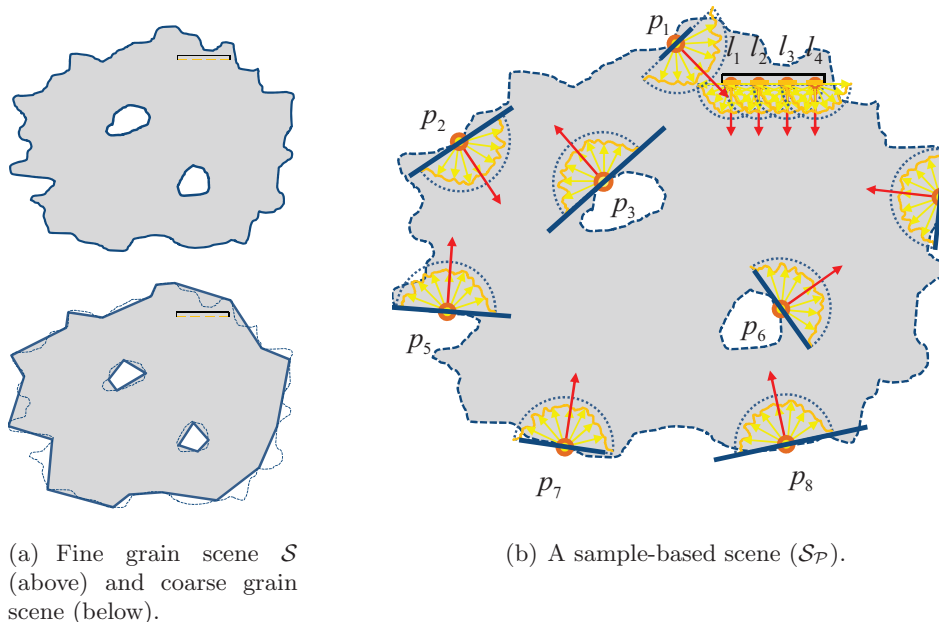 p1
l1 l2 l3 l4
p2
p3
p5
p6
p7
p8
(a) Fine grain scene S
(above) and coarse grain
scene (below).
(b) A sample-based scene (SP).